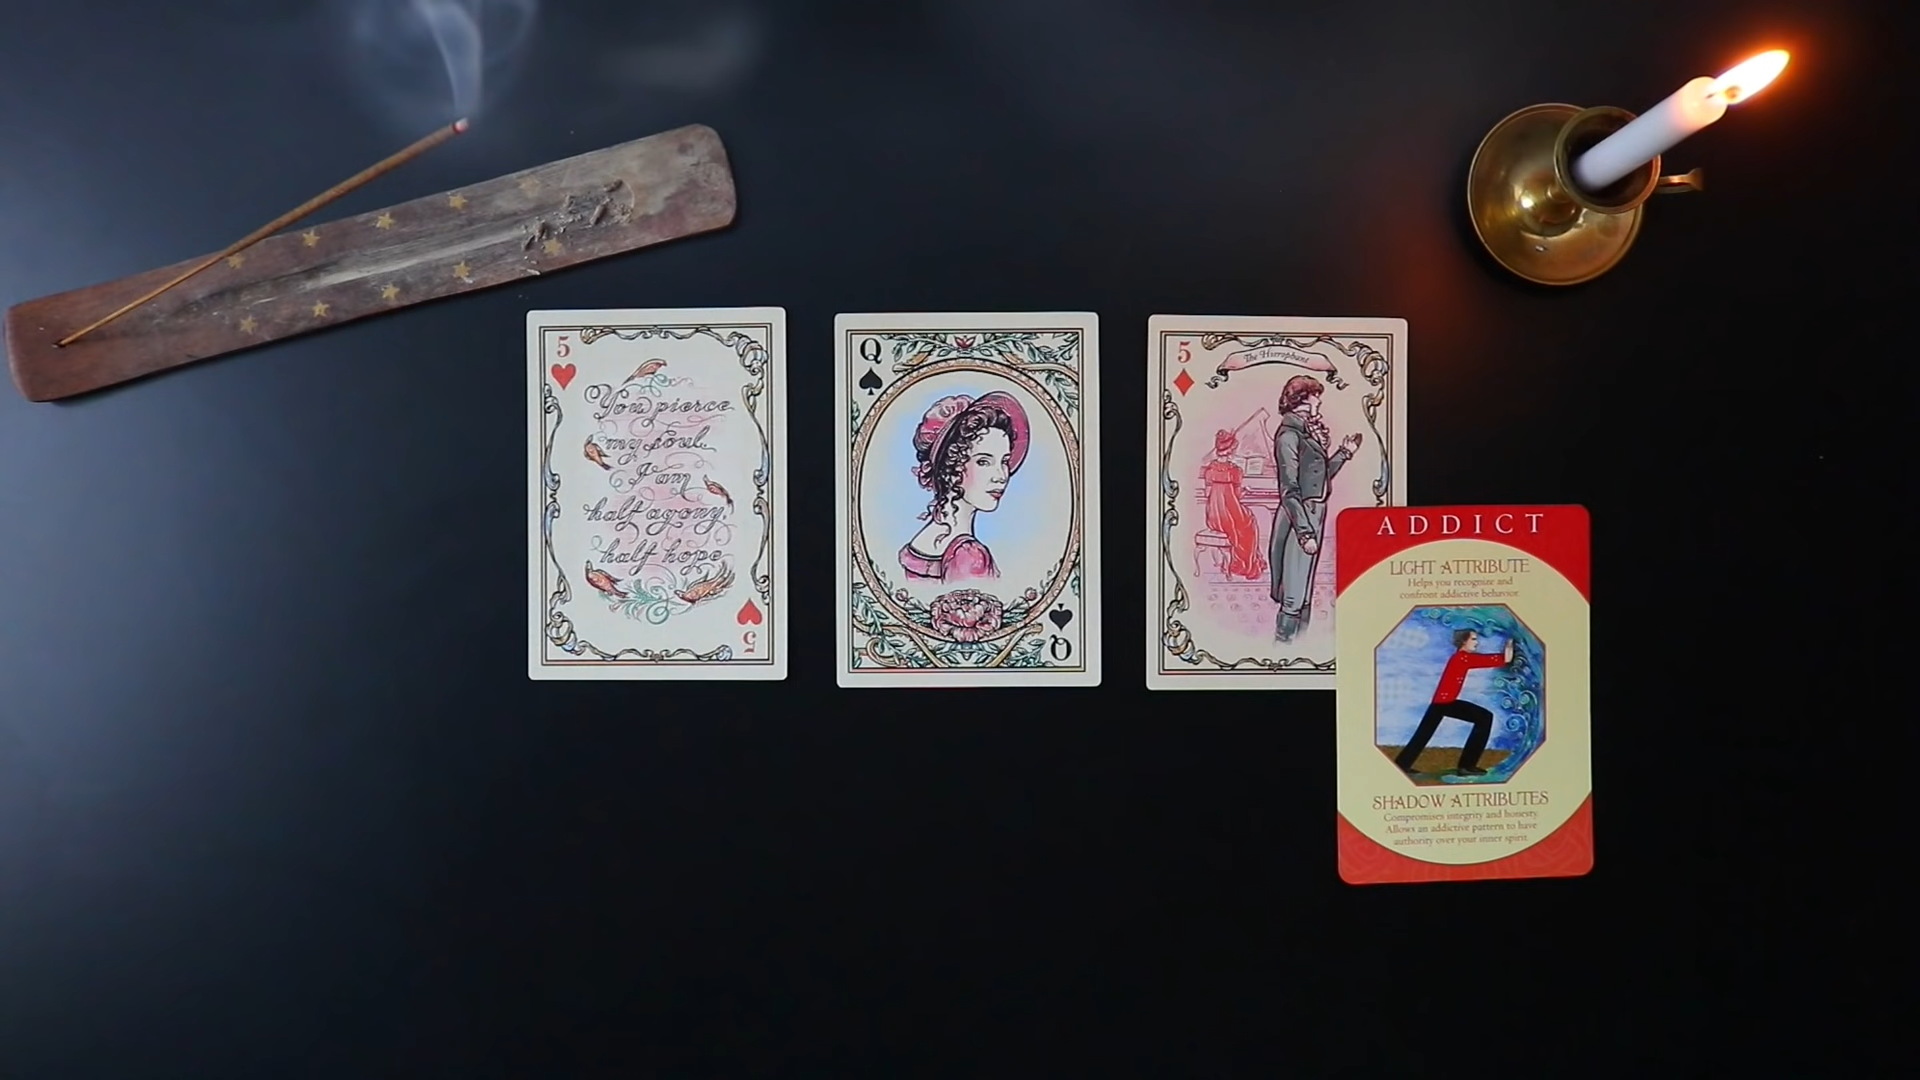 5
You pierce
my soul.
I am
half agony,
half hope
5
Q
Q
5
The Hierophant
ADDICT
LIGHT ATTRIBUTE
Helps you recognize and
confront addictive behavior.
SHADOW ATTRIBUTES
Compromises integrity and honesty.
Allows an addictive pattern to have
authority over your inner spirit.